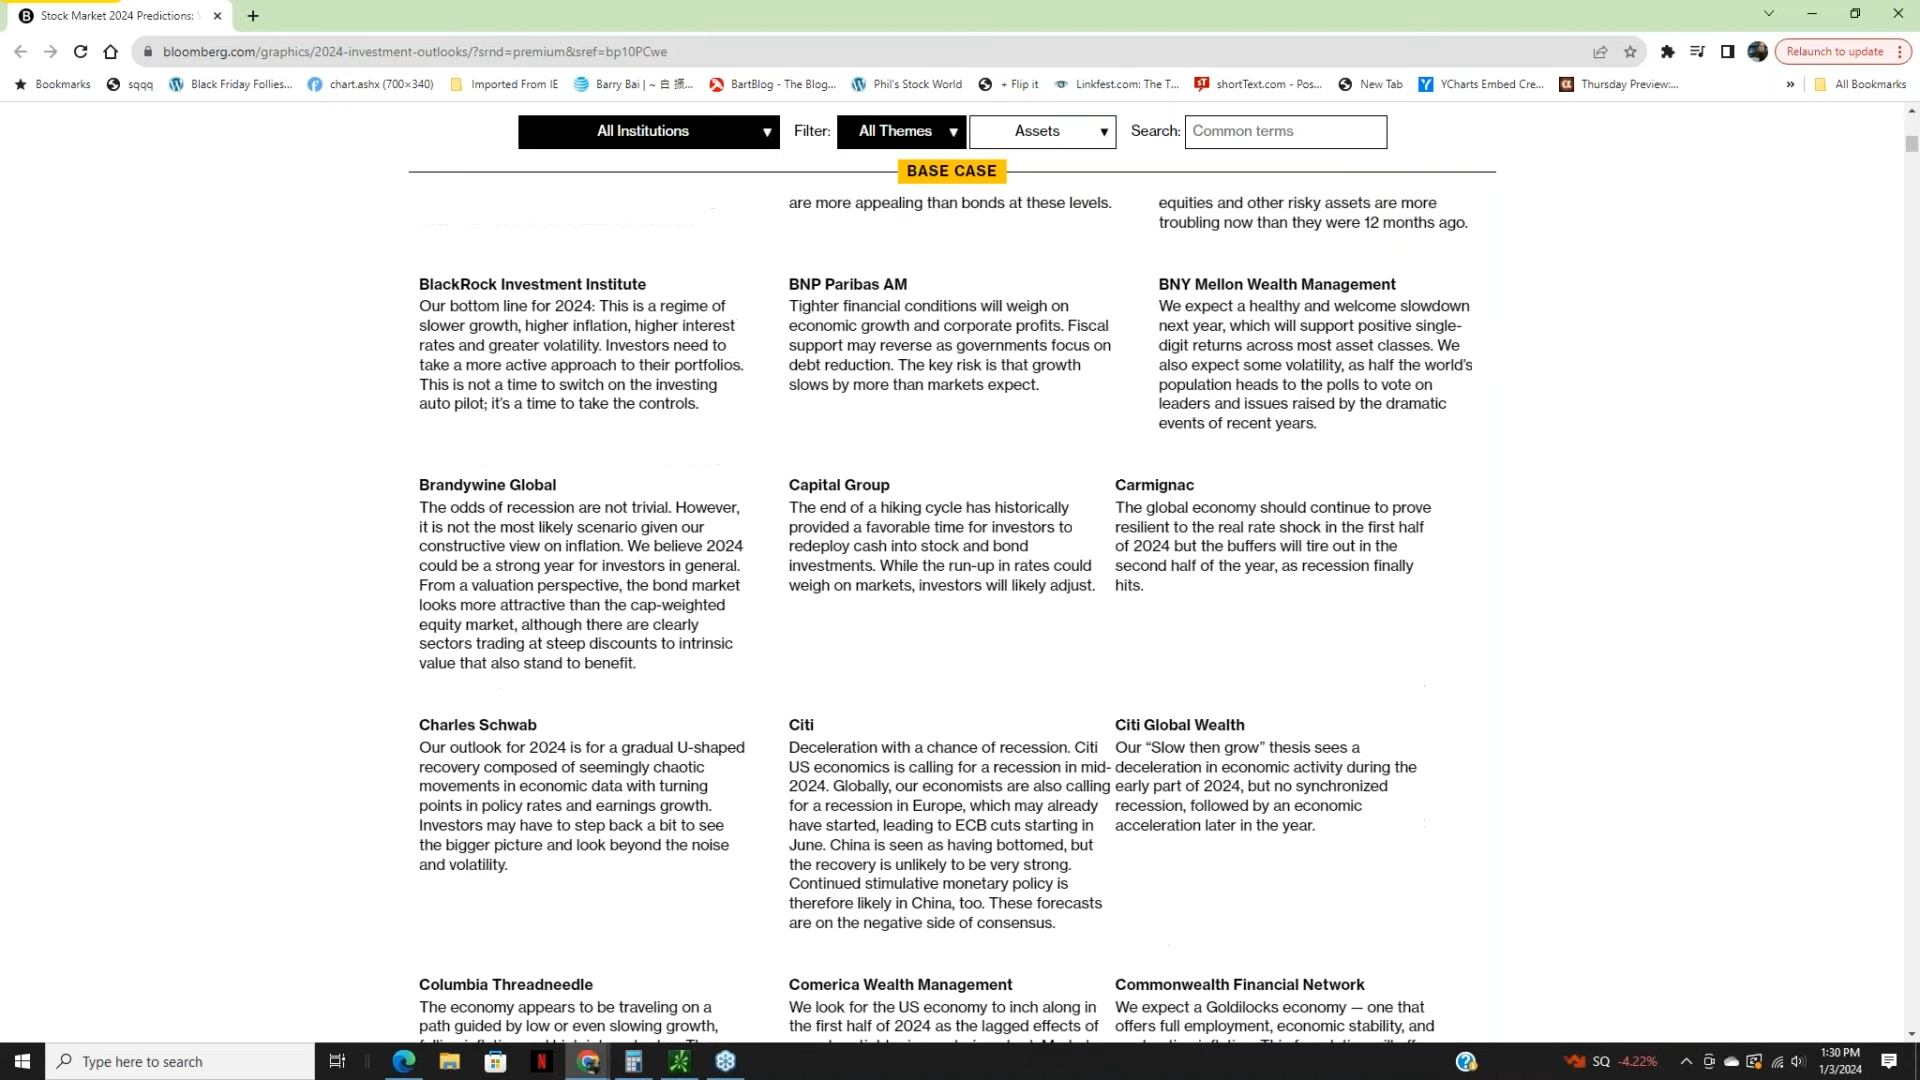 Stock Market 2024 Predictions:
bloomberg.com/graphics/2024-investment-outlooks/?srnd=premium&sref=bp10PCwe
Relaunch to update
Bookmarks
sqqq
Black Friday Follies...
chart.ashx (700×340)
Imported From IE
Barry Bai | ~ 白 㨗...
BartBlog - The Blog...
Phil's Stock World
+ Flip it
Linkfest.com: The T...
shortText.com - Pos...
New Tab
YCharts Embed Cre...
Thursday Preview:...
»
All Bookmarks
All Institutions
Filter:
All Themes
Assets
Search:
Common terms
BASE CASE
are more appealing than bonds at these levels.
equities and other risky assets are more
troubling now than they were 12 months ago.
BlackRock Investment Institute
Our bottom line for 2024: This is a regime of
slower growth, higher inflation, higher interest
rates and greater volatility. Investors need to
take a more active approach to their portfolios.
This is not a time to switch on the investing
auto pilot; it's a time to take the controls.
BNP Paribas AM
Tighter financial conditions will weigh on
economic growth and corporate profits. Fiscal
support may reverse as governments focus on
debt reduction. The key risk is that growth
slows by more than markets expect.
BNY Mellon Wealth Management
We expect a healthy and welcome slowdown
next year, which will support positive single-
digit returns across most asset classes. We
also expect some volatility, as half the world's
population heads to the polls to vote on
leaders and issues raised by the dramatic
events of recent years.
Brandywine Global
The odds of recession are not trivial. However,
it is not the most likely scenario given our
constructive view on inflation. We believe 2024
could be a strong year for investors in general.
From a valuation perspective, the bond market
looks more attractive than the cap-weighted
equity market, although there are clearly
sectors trading at steep discounts to intrinsic
value that also stand to benefit.
Capital Group
The end of a hiking cycle has historically
provided a favorable time for investors to
redeploy cash into stock and bond
investments. While the run-up in rates could
weigh on markets, investors will likely adjust.
Carmignac
The global economy should continue to prove
resilient to the real rate shock in the first half
of 2024 but the buffers will tire out in the
second half of the year, as recession finally
hits.
Charles Schwab
Our outlook for 2024 is for a gradual U-shaped
recovery composed of seemingly chaotic
movements in economic data with turning
points in policy rates and earnings growth.
Investors may have to step back a bit to see
the bigger picture and look beyond the noise
and volatility.
Citi
Deceleration with a chance of recession. Citi
US economics is calling for a recession in mid-
2024. Globally, our economists are also calling
for a recession in Europe, which may already
have started, leading to ECB cuts starting in
June. China is seen as having bottomed, but
the recovery is unlikely to be very strong.
Continued stimulative monetary policy is
therefore likely in China, too. These forecasts
are on the negative side of consensus.
Citi Global Wealth
Our “Slow then grow” thesis sees a
deceleration in economic activity during the
early part of 2024, but no synchronized
recession, followed by an economic
acceleration later in the year.
Columbia Threadneedle
The economy appears to be traveling on a
path guided by low or even slowing growth,
Comerica Wealth Management
We look for the US economy to inch along in
the first half of 2024 as the lagged effects of
Commonwealth Financial Network
We expect a Goldilocks economy — one that
offers full employment, economic stability, and
Type here to search
SQ -4.22%
1:30 PM
1/3/2024